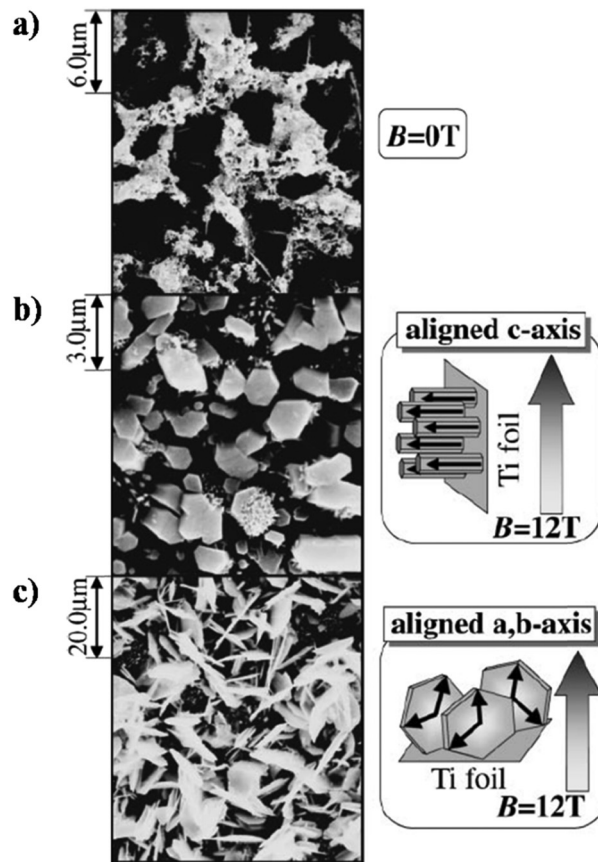 a)
6.0μm
B=0T
b)
3.0μm
aligned c-axis
Ti foil
B=12T
c)
20.0μm
aligned a,b-axis
Ti foil
B=12T